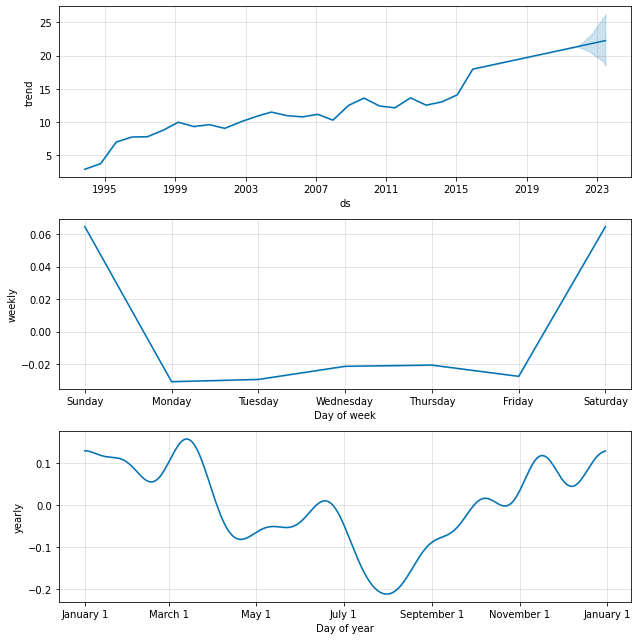 25
20
15
10
5
trend
1995 1999 2003 2007 2011 2015 2019 2023
ds
0.06
0.04
0.02
0.00
−0.02
weekly
Sunday Monday Tuesday Wednesday Thursday Friday Saturday
Day of week
0.1
0.0
−0.1
−0.2
yearly
January 1 March 1 May 1 July 1 September 1 November 1 January 1
Day of year